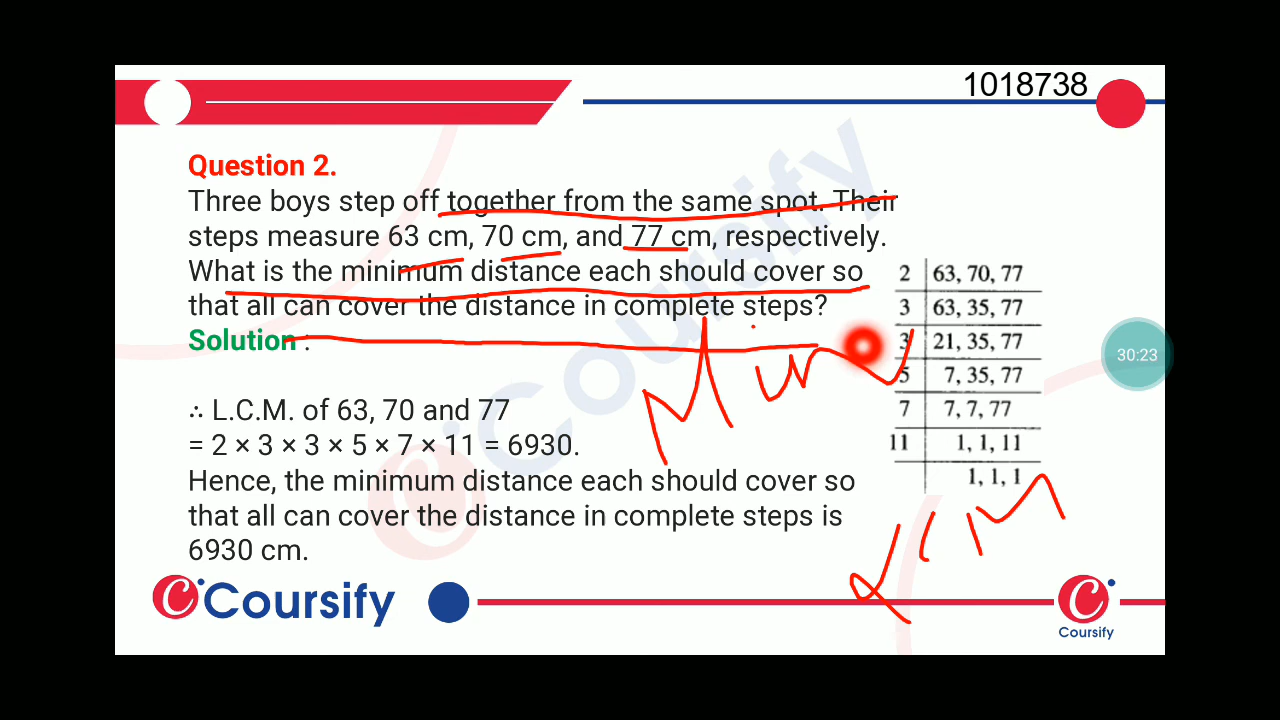 1018738
Question 2.
Three boys step off together from the same spot. Their
steps measure 63 cm, 70 cm, and 77 cm, respectively.
What is the minimum distance each should cover so
that all can cover the distance in complete steps?
Solution :
∴ L.C.M. of 63, 70 and 77
= 2 × 3 × 3 × 5 × 7 × 11 = 6930.
Hence, the minimum distance each should cover so
that all can cover the distance in complete steps is
6930 cm.
2 63, 70, 77
3 63, 35, 77
3 21, 35, 77
5 7, 35, 77
7 7, 7, 77
11 1, 1, 11
1, 1, 1
30:23
Min
LCM
Coursify
Coursify
Coursify